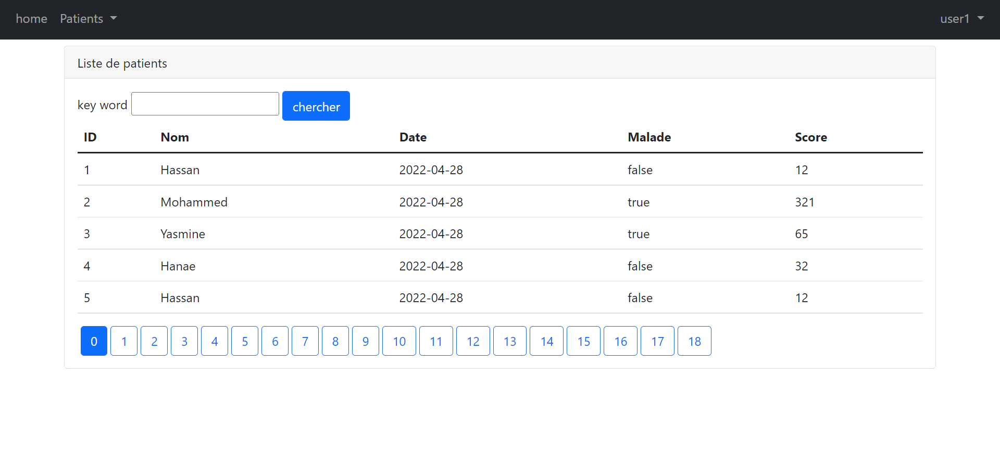 home Patients user1
Liste de patients
key word chercher
ID Nom Date Malade Score
1 Hassan 2022-04-28 false 12
2 Mohammed 2022-04-28 true 321
3 Yasmine 2022-04-28 true 65
4 Hanae 2022-04-28 false 32
5 Hassan 2022-04-28 false 12
0 1 2 3 4 5 6 7 8 9 10 11 12 13 14 15 16 17 18